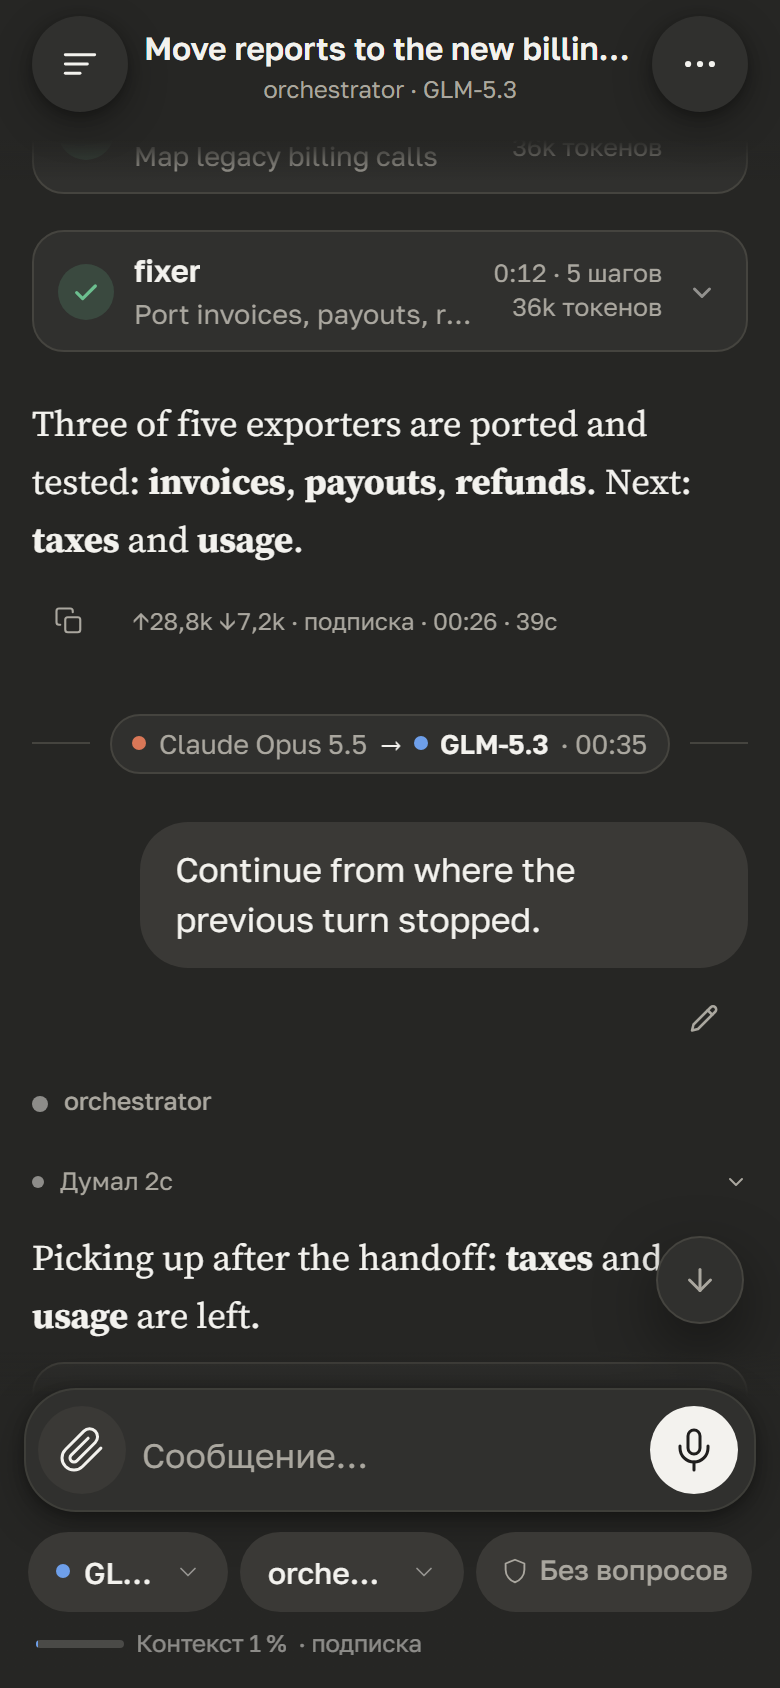 Move reports to the new billin...
orchestrator · GLM-5.3
Map legacy billing calls
36k токенов
fixer
0:12 · 5 шагов
Port invoices, payouts, r...
36k токенов
Three of five exporters are ported and
tested: invoices, payouts, refunds. Next:
taxes and usage.
↑28,8k ↓7,2k · подписка · 00:26 · 39с
Claude Opus 5.5 → GLM-5.3 · 00:35
Continue from where the
previous turn stopped.
orchestrator
Думал 2с
Picking up after the handoff: taxes and
usage are left.
Сообщение...
GL...
orche...
Без вопросов
Контекст 1 % · подписка